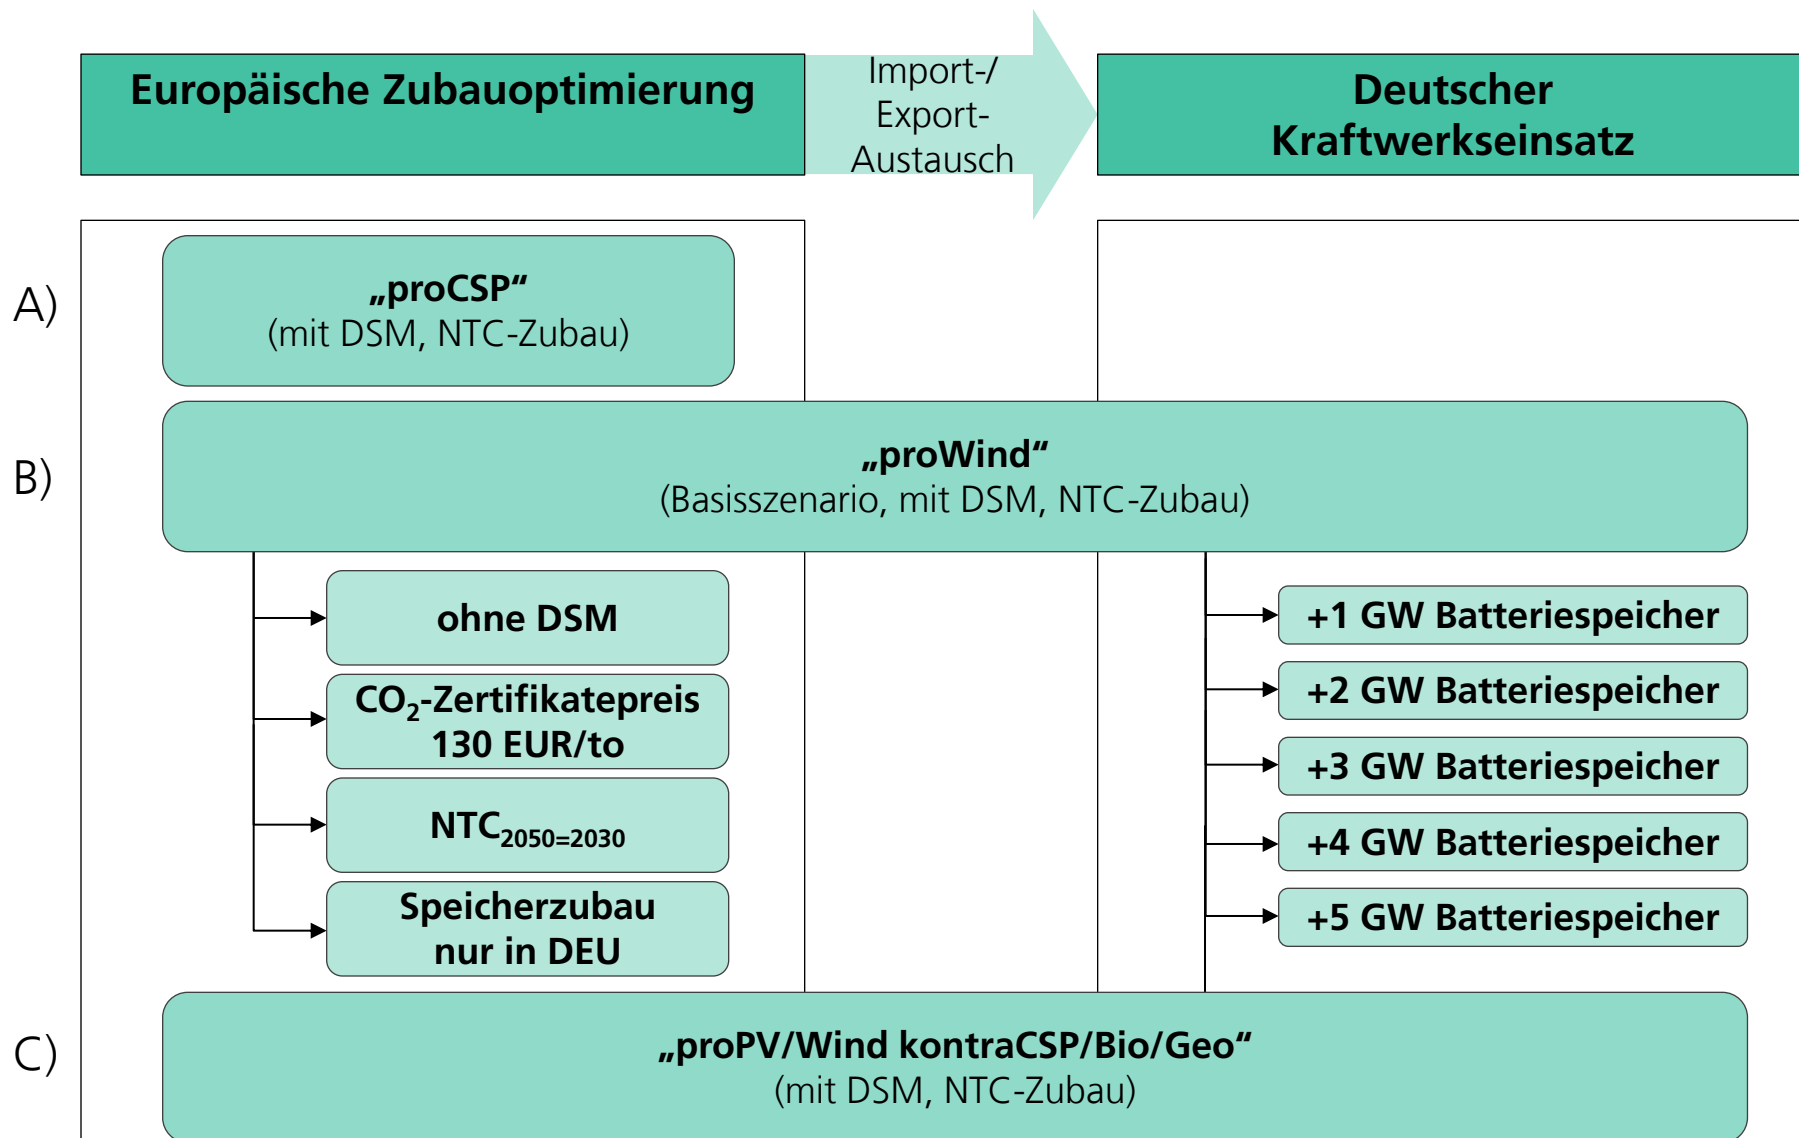 Europäische Zubauoptimierung
Import-/
Export-
Austausch
Deutscher
Kraftwerkseinsatz
A)
„proCSP“
(mit DSM, NTC-Zubau)
B)
„proWind“
(Basisszenario, mit DSM, NTC-Zubau)
ohne DSM
CO₂-Zertifikatepreis
130 EUR/to
NTC₂₀₅₀₌₂₀₃₀
Speicherzubau
nur in DEU
+1 GW Batteriespeicher
+2 GW Batteriespeicher
+3 GW Batteriespeicher
+4 GW Batteriespeicher
+5 GW Batteriespeicher
C)
„proPV/Wind kontraCSP/Bio/Geo“
(mit DSM, NTC-Zubau)